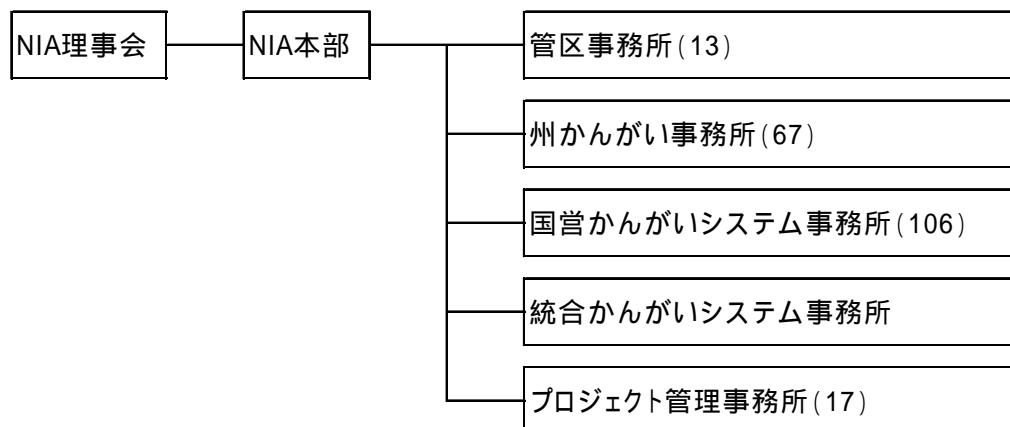 NIA理事会
NIA本部
管区事務所(13)
州かんがい事務所(67)
国営かんがいシステム事務所(106)
統合かんがいシステム事務所
プロジェクト管理事務所(17)